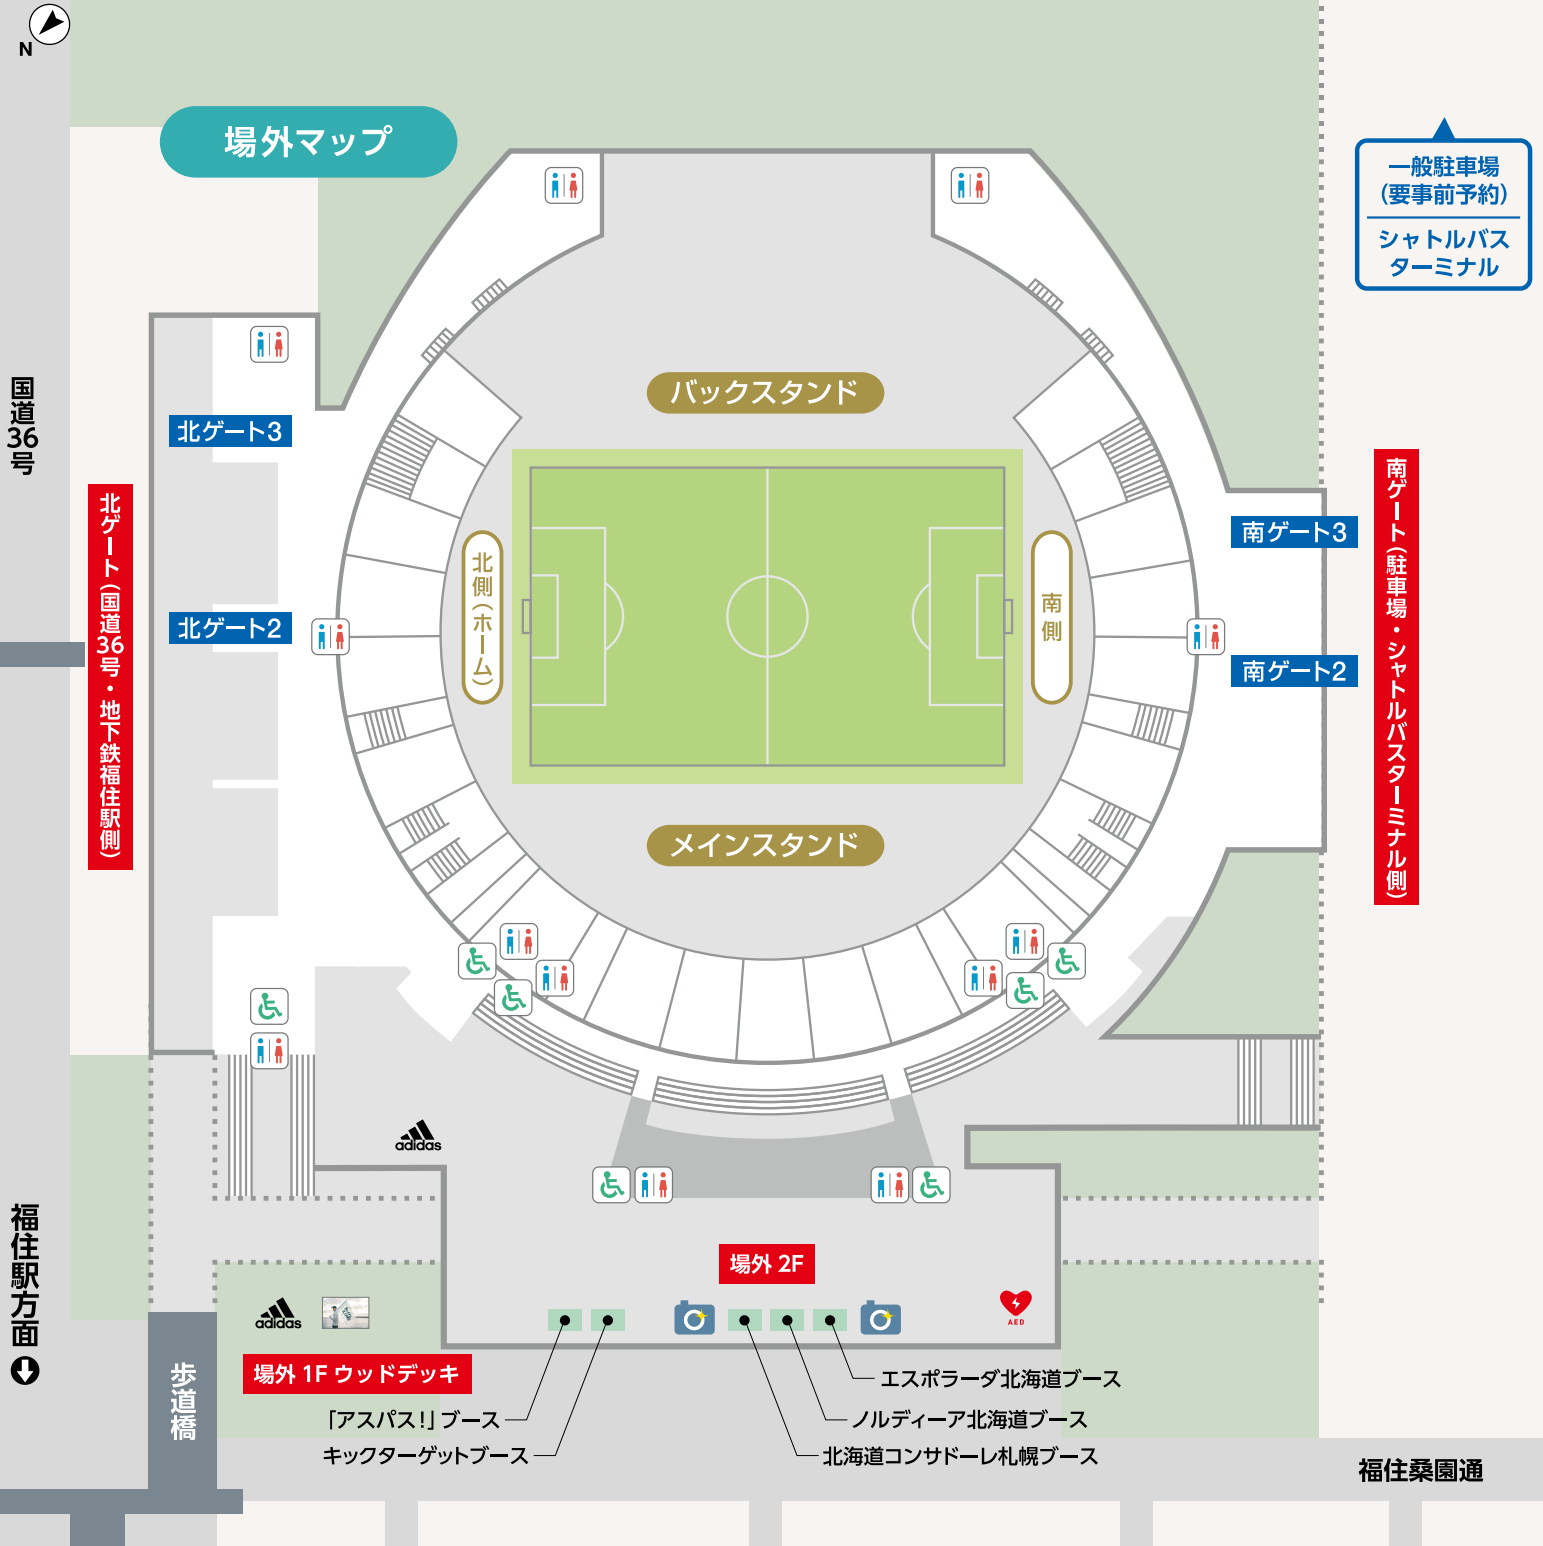 N
場外マップ
一般駐車場
（要事前予約）
シャトルバス
ターミナル
国道36号
バックスタンド
北ゲート3
北ゲート（国道36号・地下鉄福住駅側）
南ゲート（駐車場・シャトルバスターミナル側）
南ゲート3
北側（ホーム）
南側
北ゲート2
南ゲート2
メインスタンド
adidas
福住駅方面
場外 2F
adidas
AED
場外 1F ウッドデッキ
歩道橋
エスポラーダ北海道ブース
「アスパス！」ブース
ノルディーア北海道ブース
キックターゲットブース
北海道コンサドーレ札幌ブース
福住桑園通